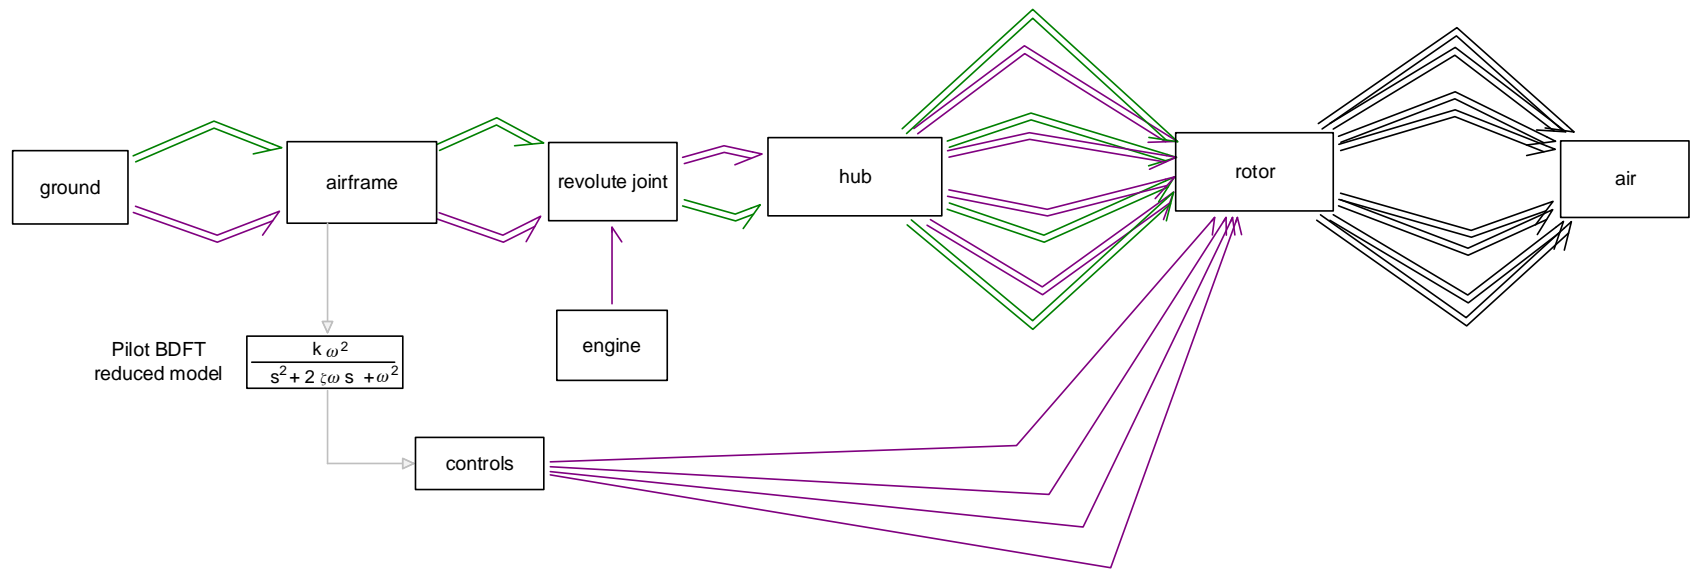 ground
airframe
revolute joint
hub
rotor
air
engine
Pilot BDFT
reduced model
k ω²
s² + 2 ζω s + ω²
controls